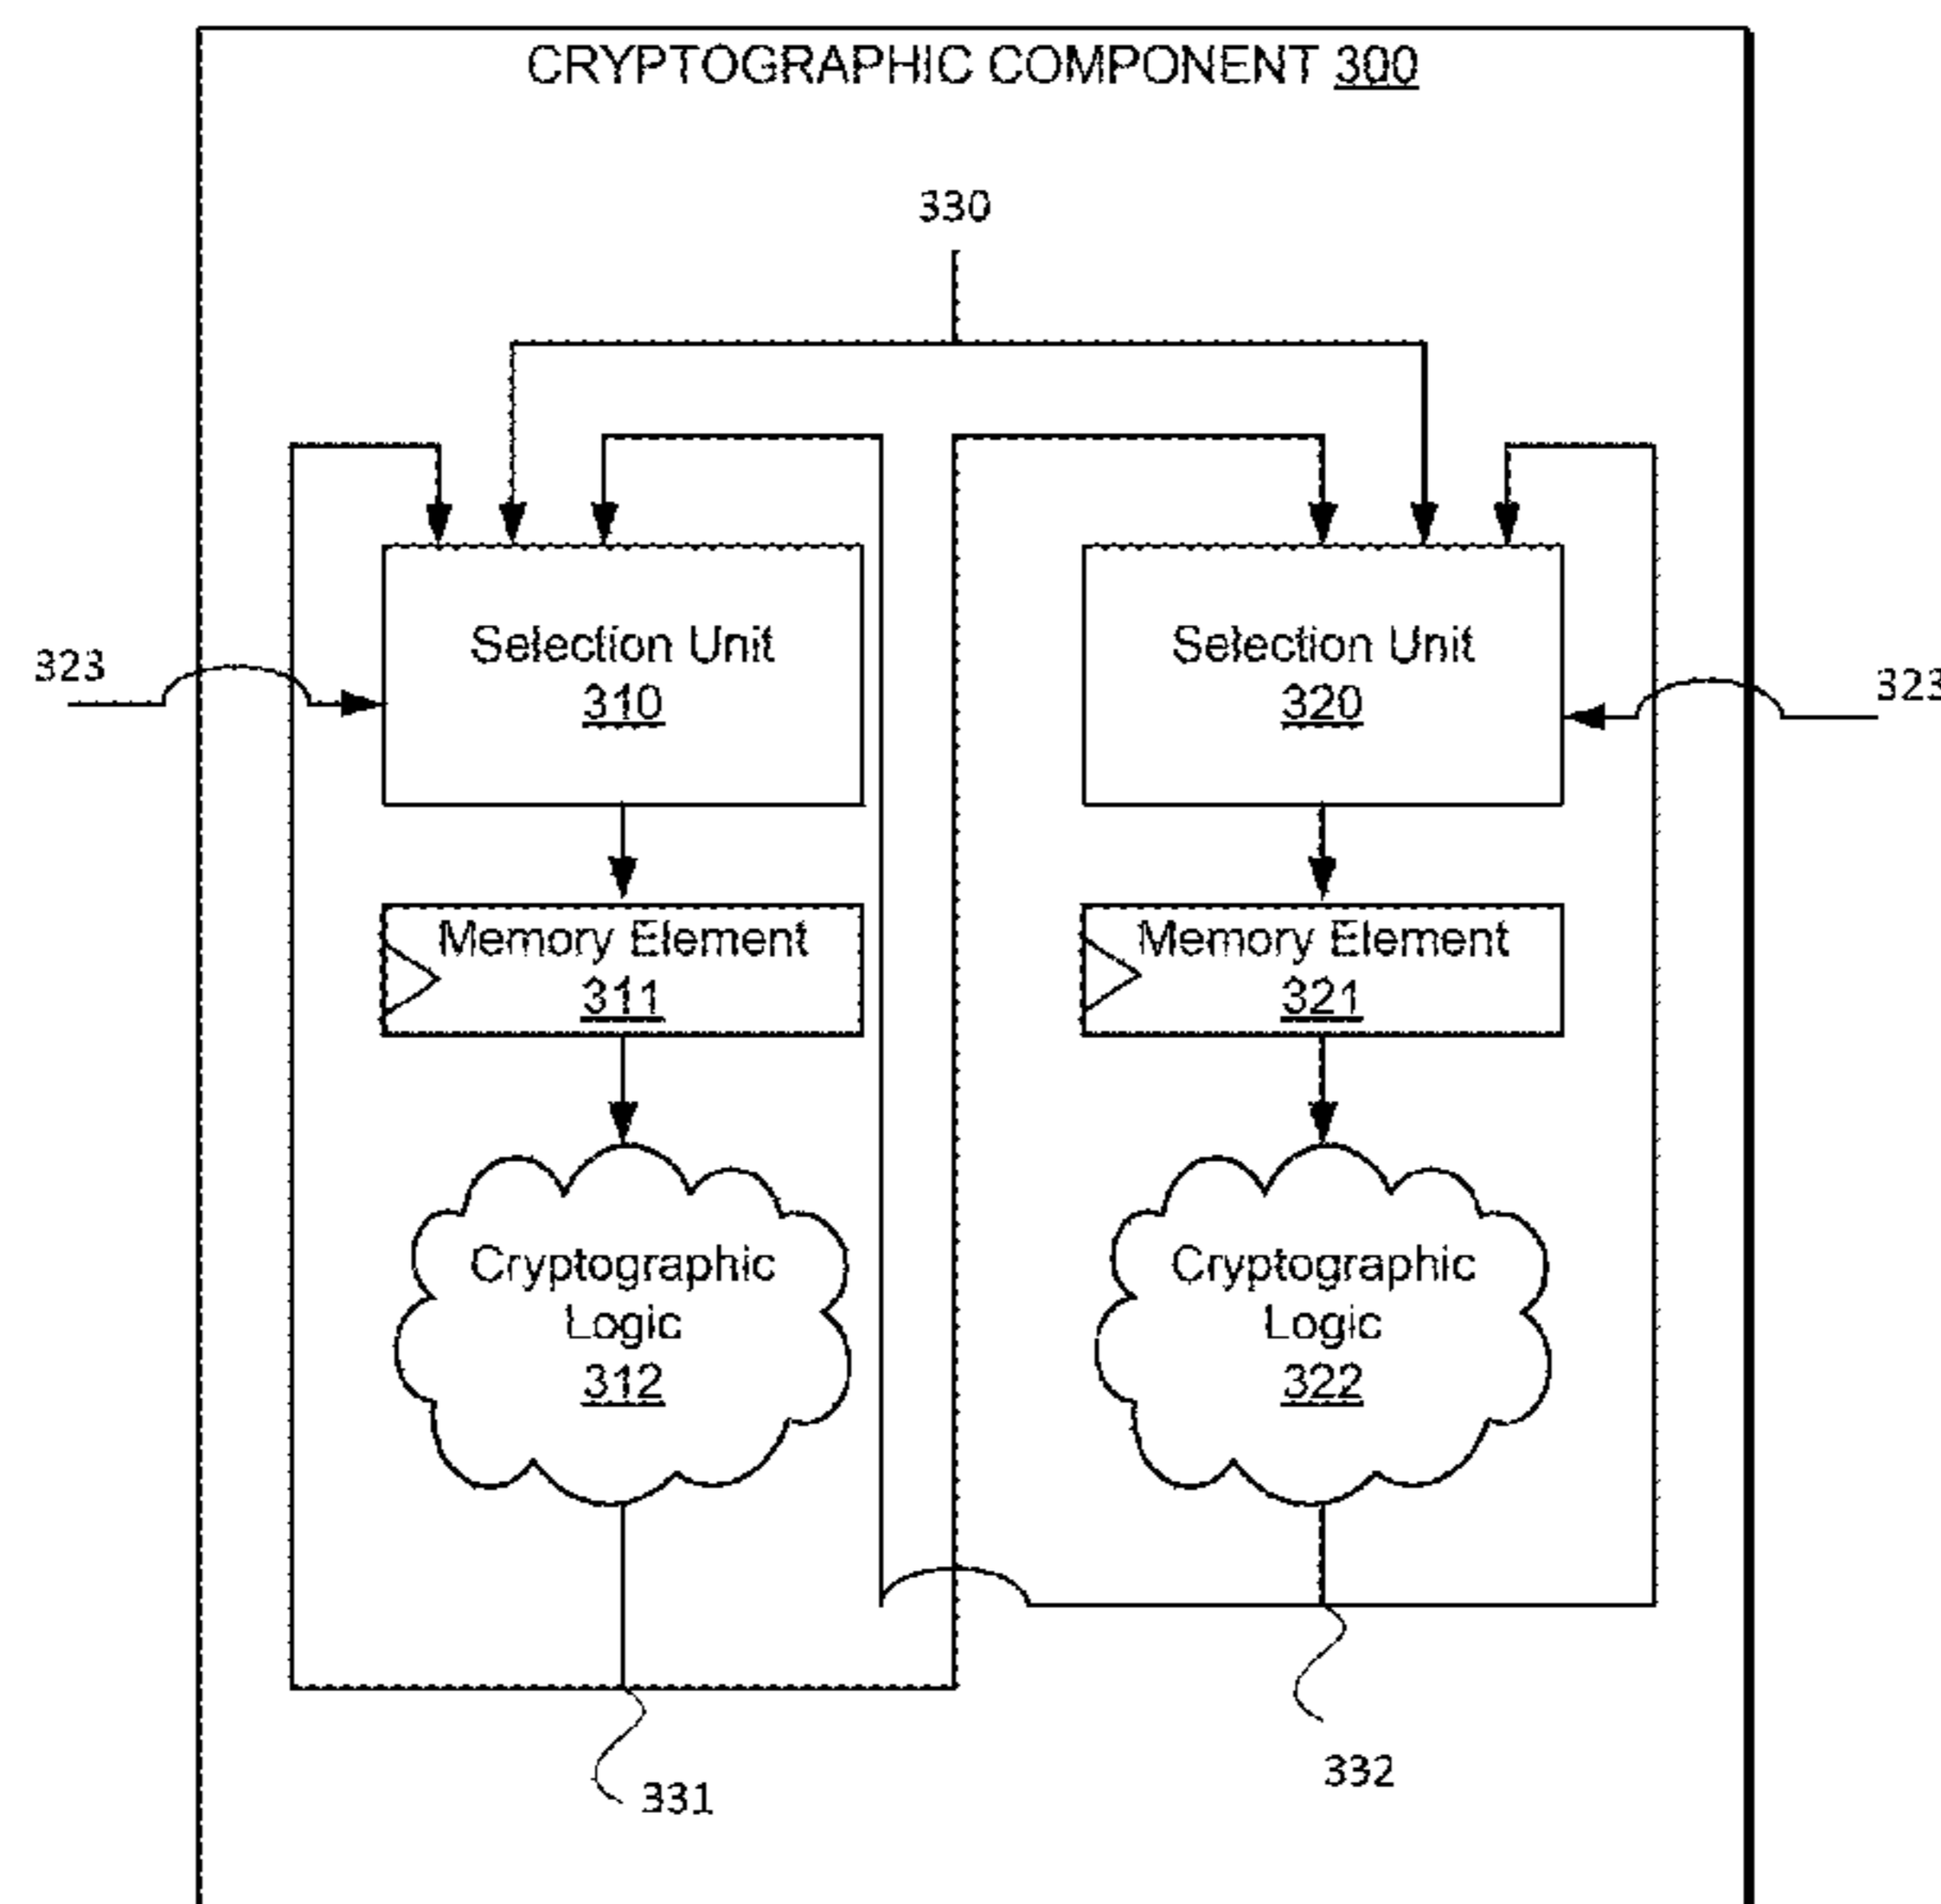 CRYPTOGRAPHIC COMPONENT 300
330
323
Selection Unit
310
Selection Unit
320
323
Memory Element
311
Memory Element
321
Cryptographic
Logic
312
Cryptographic
Logic
322
331
332